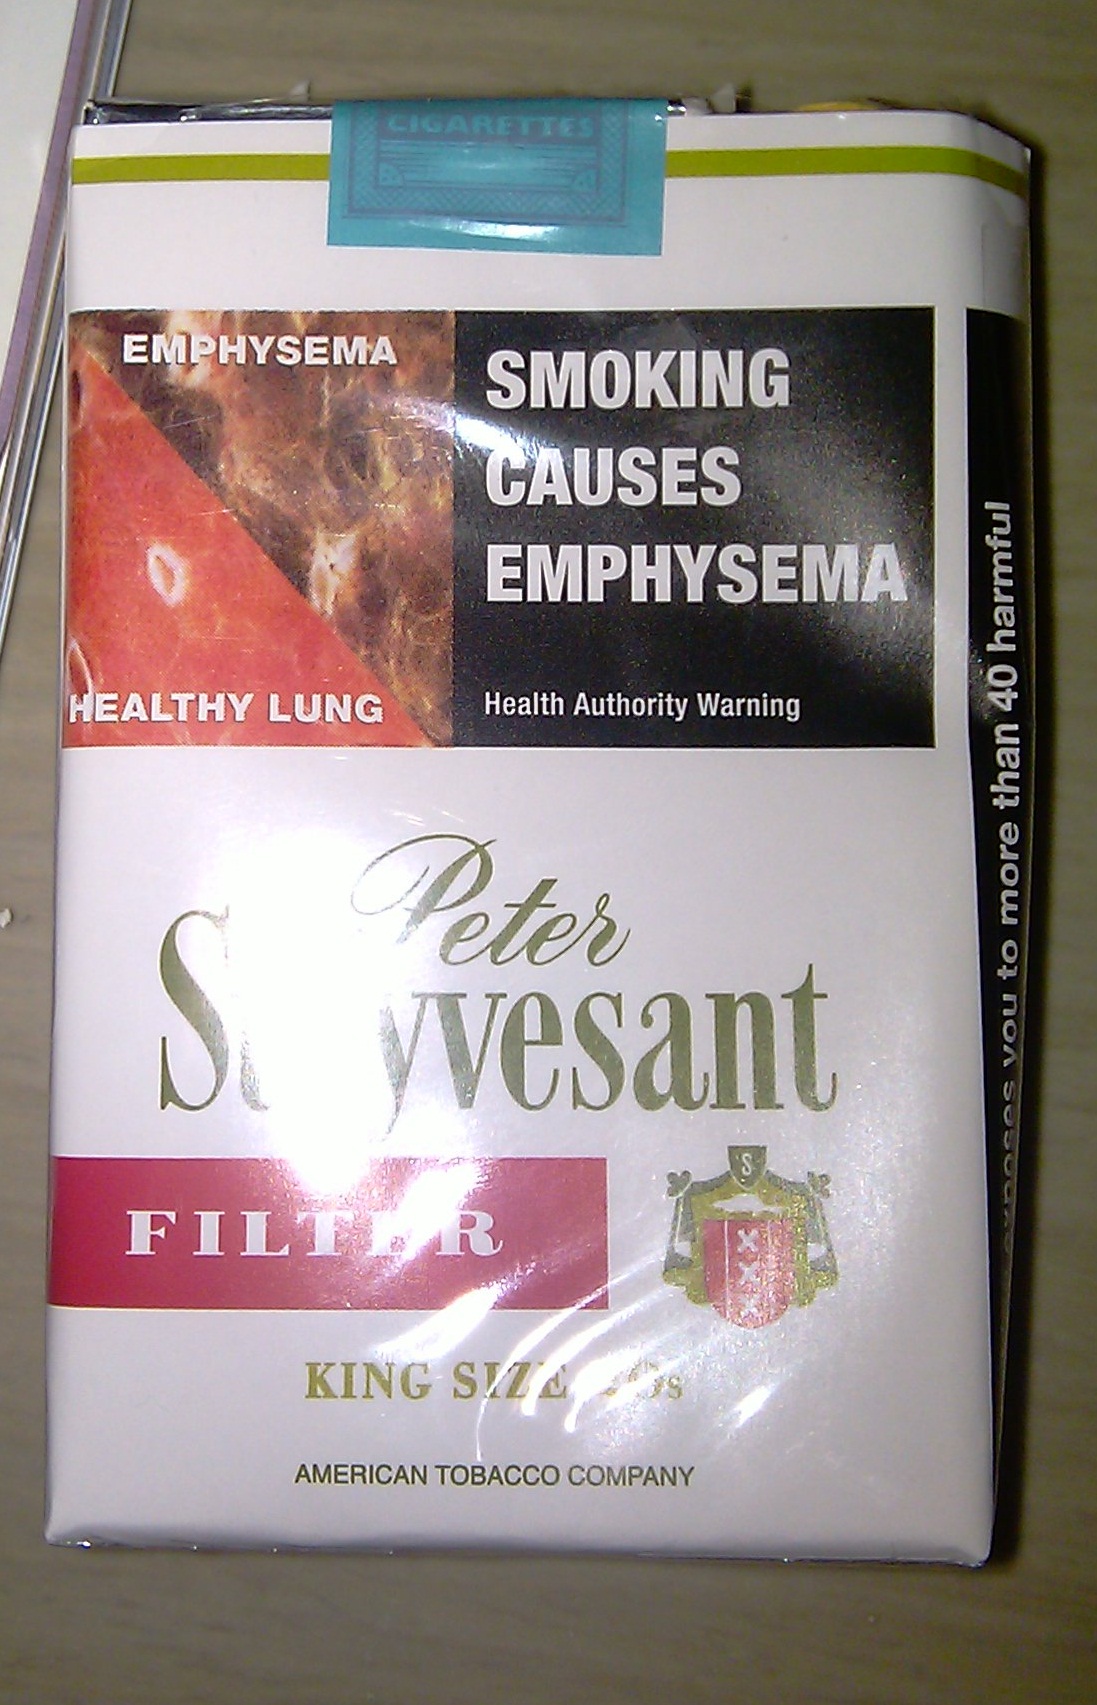 CIGARETTES
EMPHYSEMA
HEALTHY LUNG
SMOKING
CAUSES
EMPHYSEMA
Health Authority Warning
you to more than 40 harmful
Peter
Stuyvesant
FILTER
S
XXX
KING SIZE
AMERICAN TOBACCO COMPANY